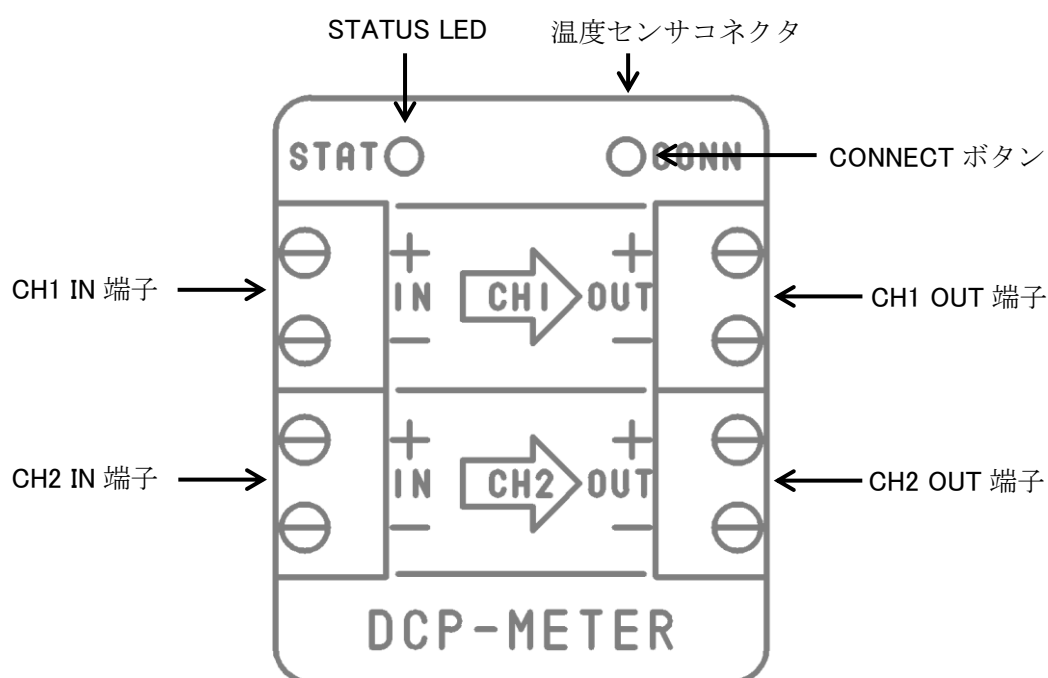 STATUS LED
温度センサコネクタ
STAT
CONN
CONNECT ボタン
+
+
CH1 IN 端子
IN
CH1
OUT
CH1 OUT 端子
−
−
+
+
CH2 IN 端子
IN
CH2
OUT
CH2 OUT 端子
−
−
DCP-METER